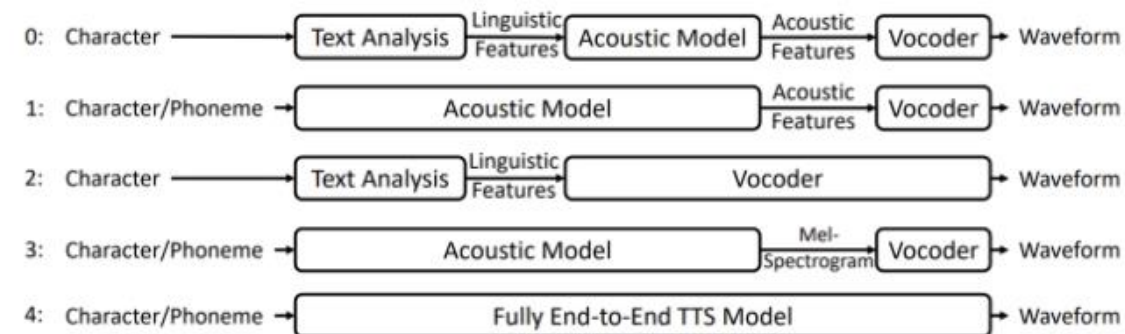 0: Character Text Analysis Linguistic Features Acoustic Model Acoustic Features Vocoder Waveform
1: Character/Phoneme Acoustic Model Acoustic Features Vocoder Waveform
2: Character Text Analysis Linguistic Features Vocoder Waveform
3: Character/Phoneme Acoustic Model Mel-Spectrogram Vocoder Waveform
4: Character/Phoneme Fully End-to-End TTS Model Waveform